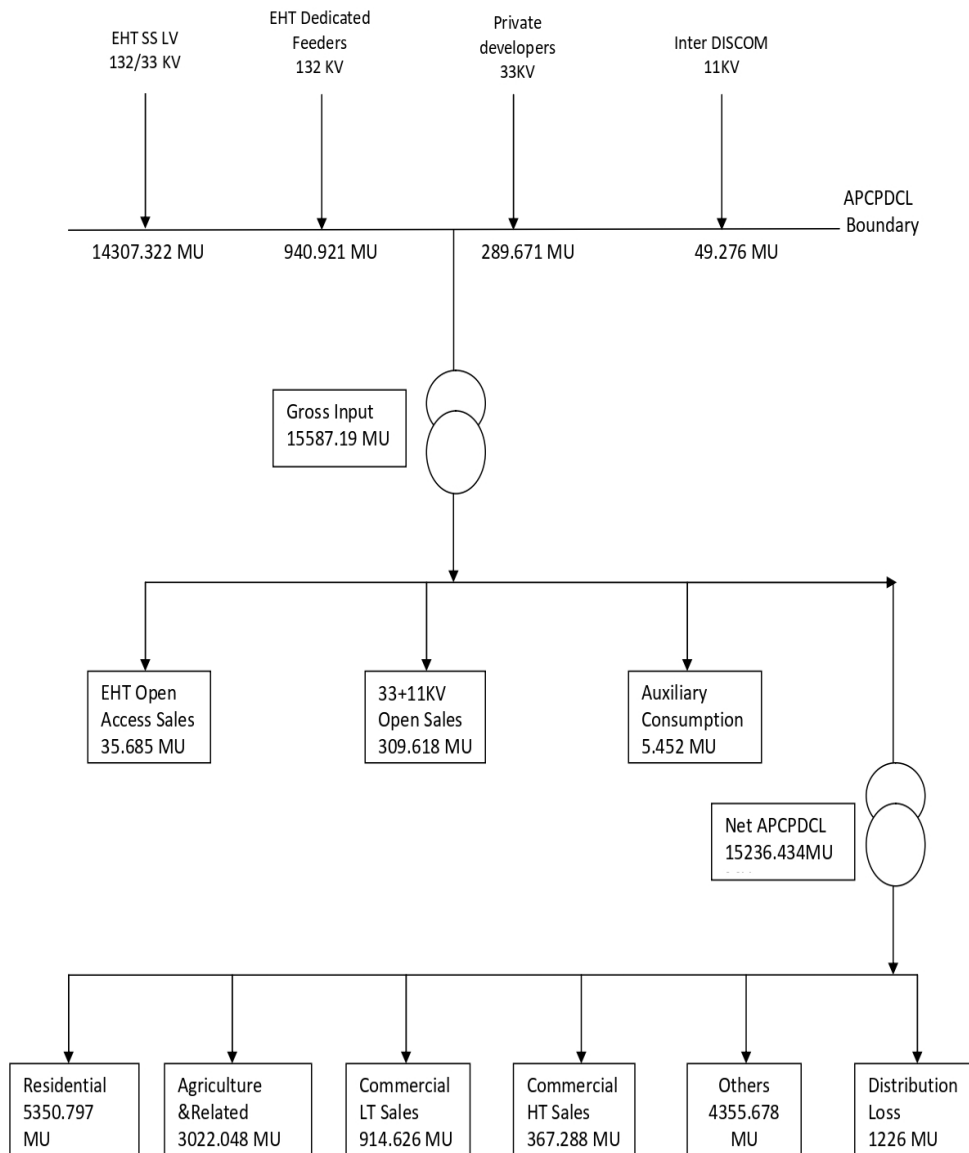 EHT SS LV
132/33 KV
EHT Dedicated
Feeders
132 KV
Private
developers
33KV
Inter DISCOM
11KV
APCPDCL
Boundary
14307.322 MU
940.921 MU
289.671 MU
49.276 MU
Gross Input
15587.19 MU
EHT Open
Access Sales
35.685 MU
33+11KV
Open Sales
309.618 MU
Auxiliary
Consumption
5.452 MU
Net APCPDCL
15236.434MU
Residential
5350.797
MU
Agriculture
&Related
3022.048 MU
Commercial
LT Sales
914.626 MU
Commercial
HT Sales
367.288 MU
Others
4355.678
MU
Distribution
Loss
1226 MU